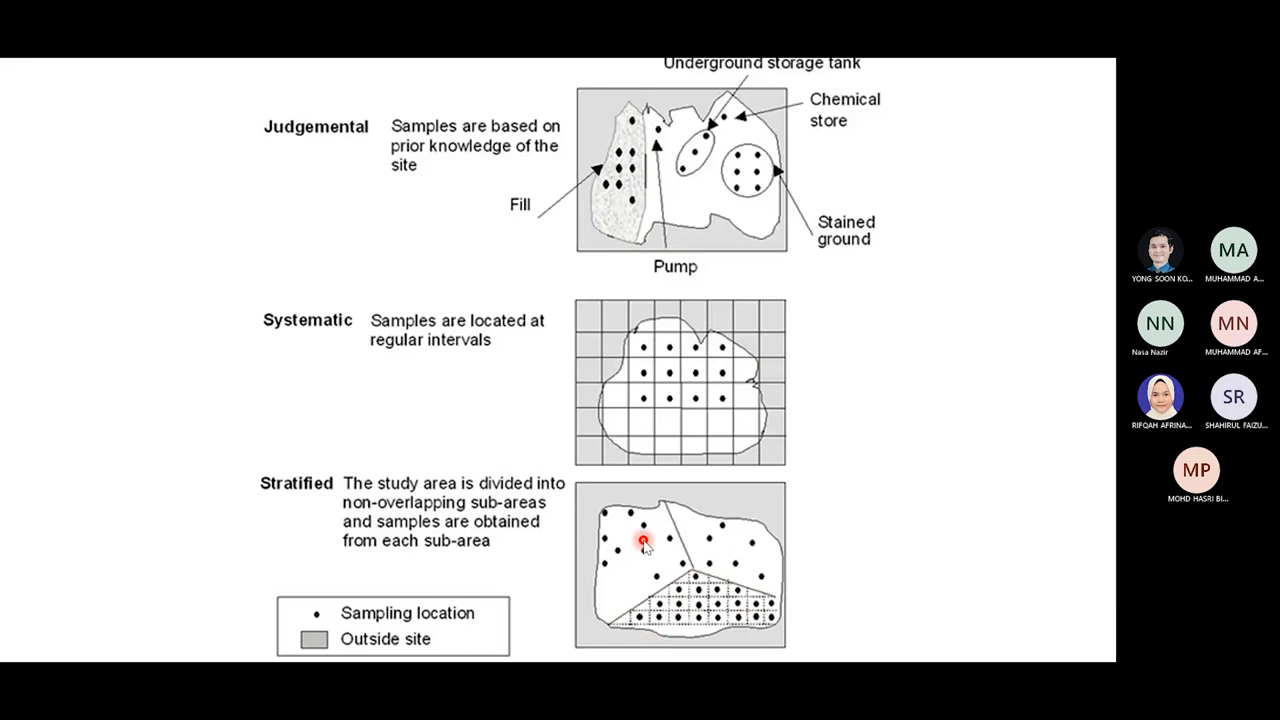 Underground storage tank
Chemical
store
Judgemental
Samples are based on
prior knowledge of the
site
Fill
Stained
ground
Pump
Systematic
Samples are located at
regular intervals
Stratified
The study area is divided into
non-overlapping sub-areas
and samples are obtained
from each sub-area
Sampling location
Outside site
MA
YONG SOON KO...
MUHAMMAD A...
NN
MN
Nasa Nazir
MUHAMMAD AF...
SR
RIFQAH AFRINA...
SHAHIRUL FAIZU...
MP
MOHD HASRI BI...